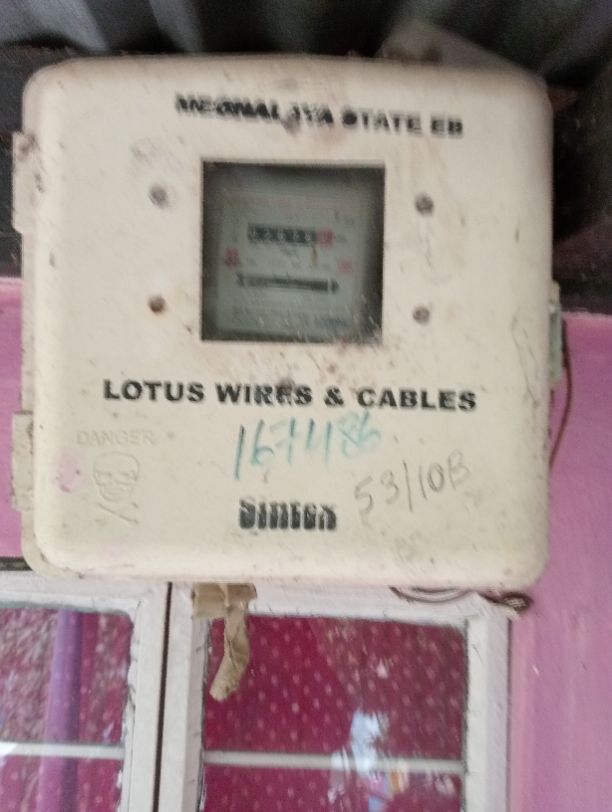 MEGHALAYA STATE EB
LOTUS WIRES & CABLES
DANGER
167486
53/10B
Sintex